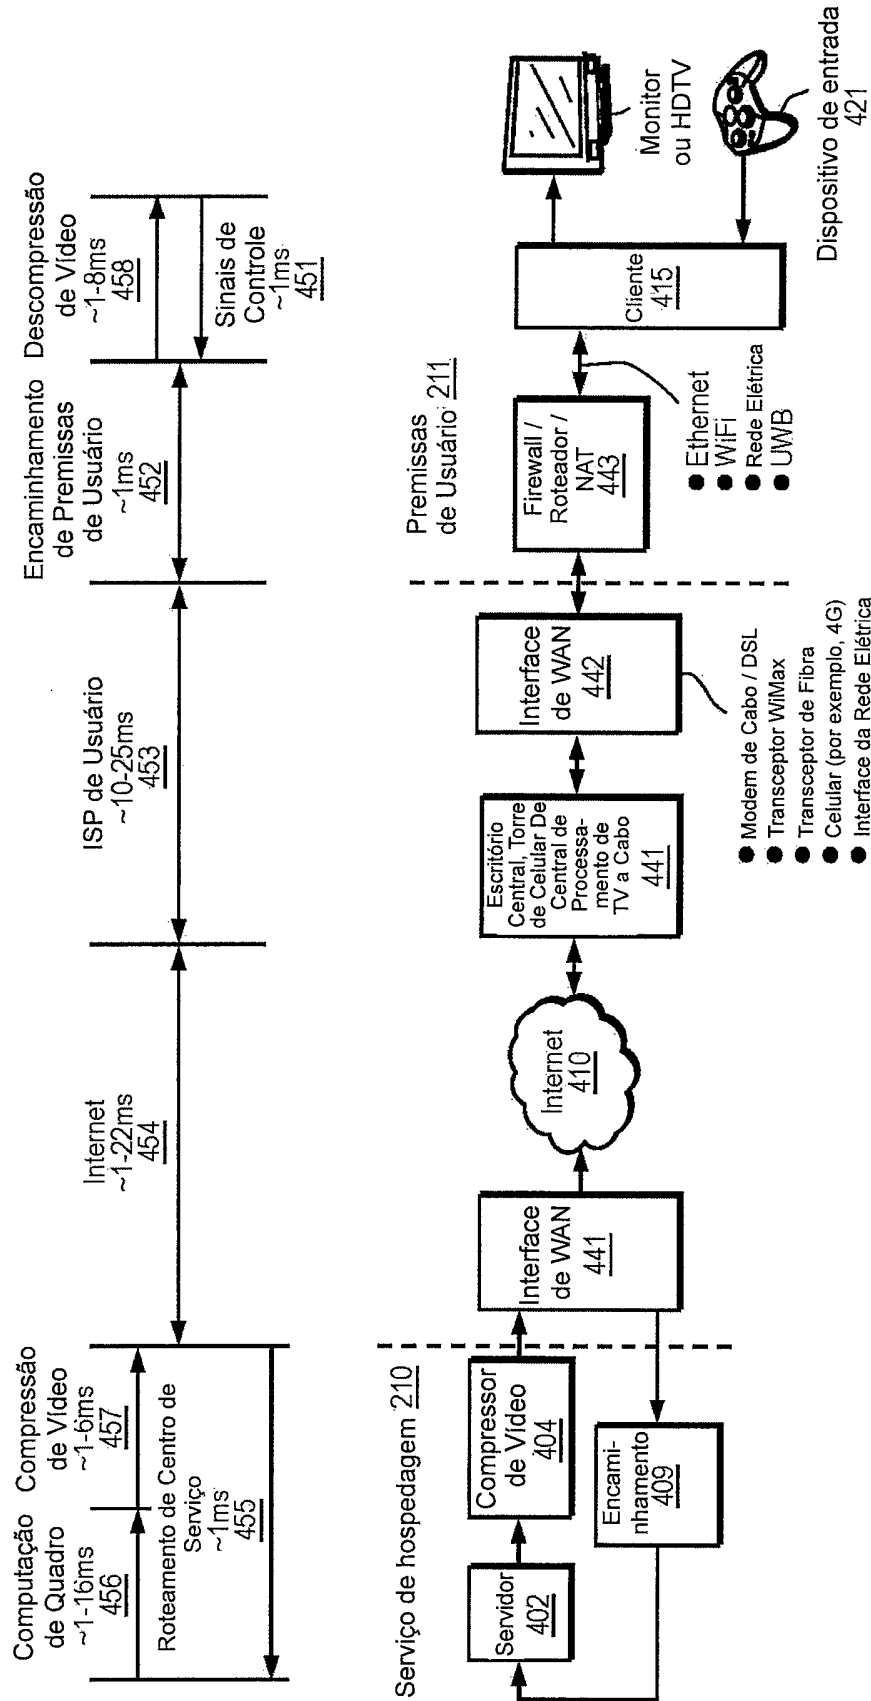 Computação
de Quadro
~1-16ms
456
Compressão
de Vídeo
~1-6ms
457
Roteamento de Centro de
Serviço
~1ms
455
Internet
~1-22ms
454
ISP de Usuário
~10-25ms
453
Encaminhamento
de Premissas
de Usuário
~1ms
452
Descompressão
de Vídeo
~1-8ms
458
Sinais de
Controle
~1ms
451
Serviço de hospedagem 210
Servidor
402
Compressor
de Vídeo
404
Encami-
nhamento
409
Interface
de WAN
441
Internet
410
Escritório
Central, Torre
de Celular De
Central de
Processa-
mento de
TV a Cabo
441
Interface
de WAN
442
● Modem de Cabo / DSL
● Transceptor WiMax
● Transceptor de Fibra
● Celular (por exemplo, 4G)
● Interface da Rede Elétrica
Premissas
de Usuário: 211
Firewall /
Roteador /
NAT
443
● Ethernet
● WiFi
● Rede Elétrica
● UWB
Cliente
415
Monitor
ou HDTV
Dispositivo de entrada
421